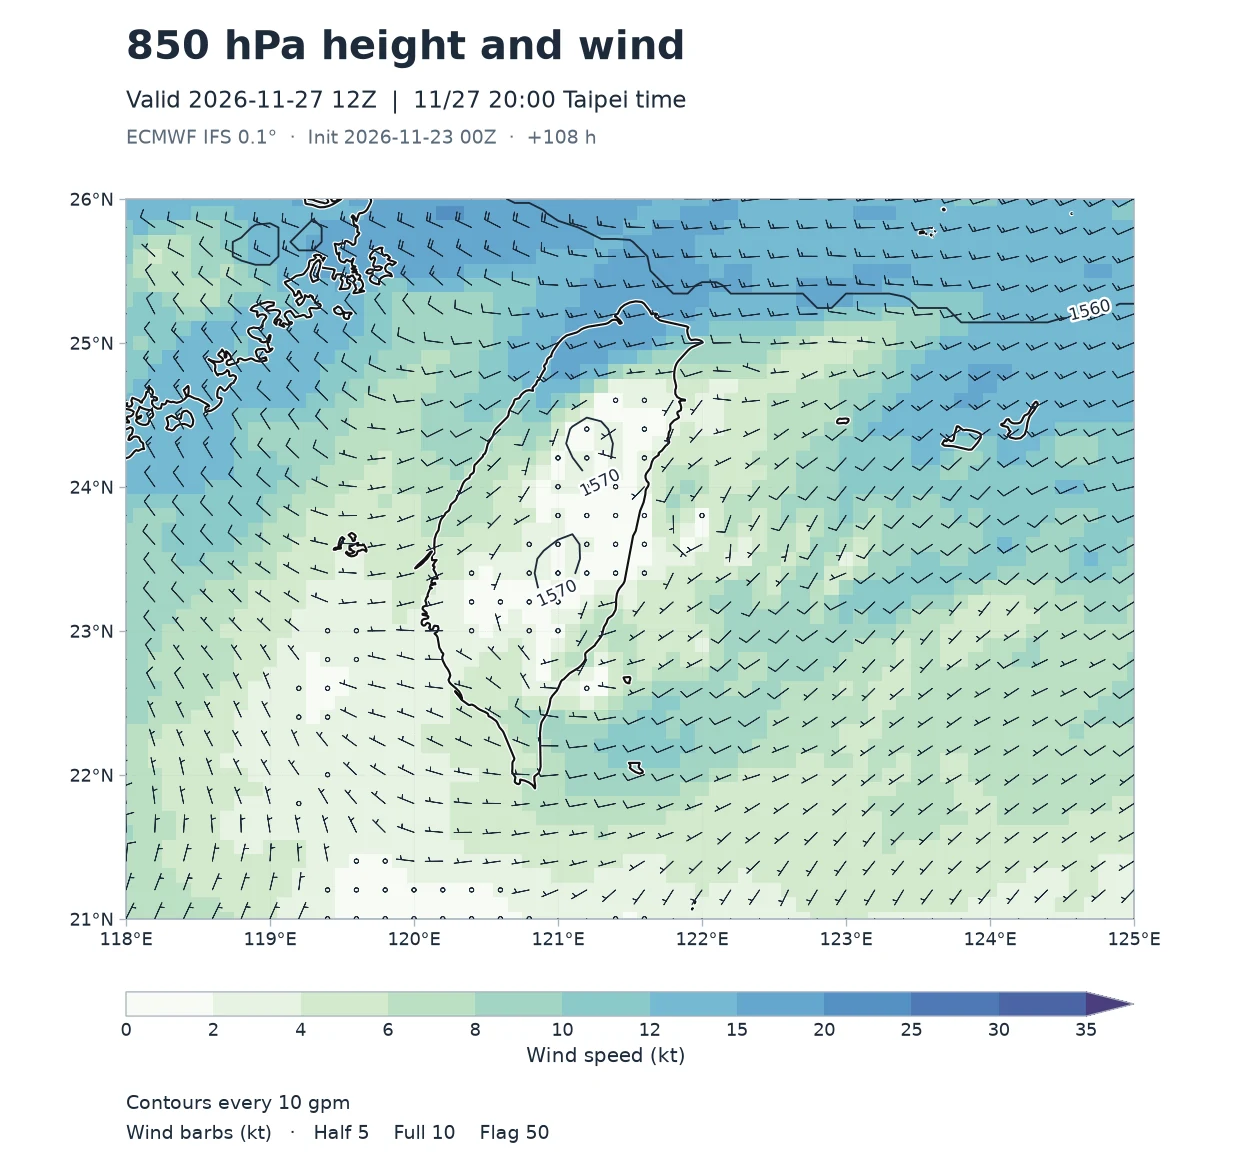 850 hPa height and wind
Valid 2026-11-27 12Z | 11/27 20:00 Taipei time
ECMWF IFS 0.1° · Init 2026-11-23 00Z · +108 h
26°N
1560
25°N
1570
24°N
1570
23°N
22°N
21°N
118°E 119°E 120°E 121°E 122°E 123°E 124°E 125°E
0 2 4 6 8 10 12 15 20 25 30 35
Wind speed (kt)
Contours every 10 gpm
Wind barbs (kt) · Half 5 Full 10 Flag 50